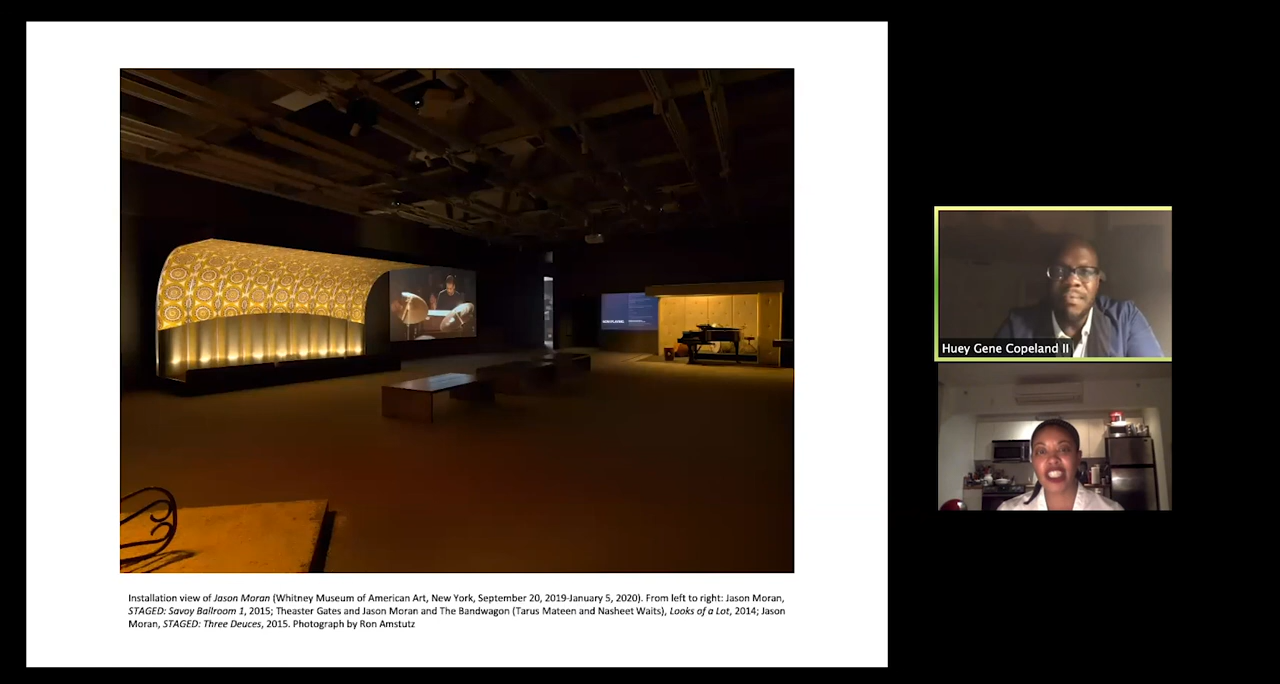 NOW PLAYING:
Huey Gene Copeland II
Installation view of Jason Moran (Whitney Museum of American Art, New York, September 20, 2019-January 5, 2020). From left to right: Jason Moran,
STAGED: Savoy Ballroom 1, 2015; Theaster Gates and Jason Moran and The Bandwagon (Tarus Mateen and Nasheet Waits), Looks of a Lot, 2014; Jason
Moran, STAGED: Three Deuces, 2015. Photograph by Ron Amstutz